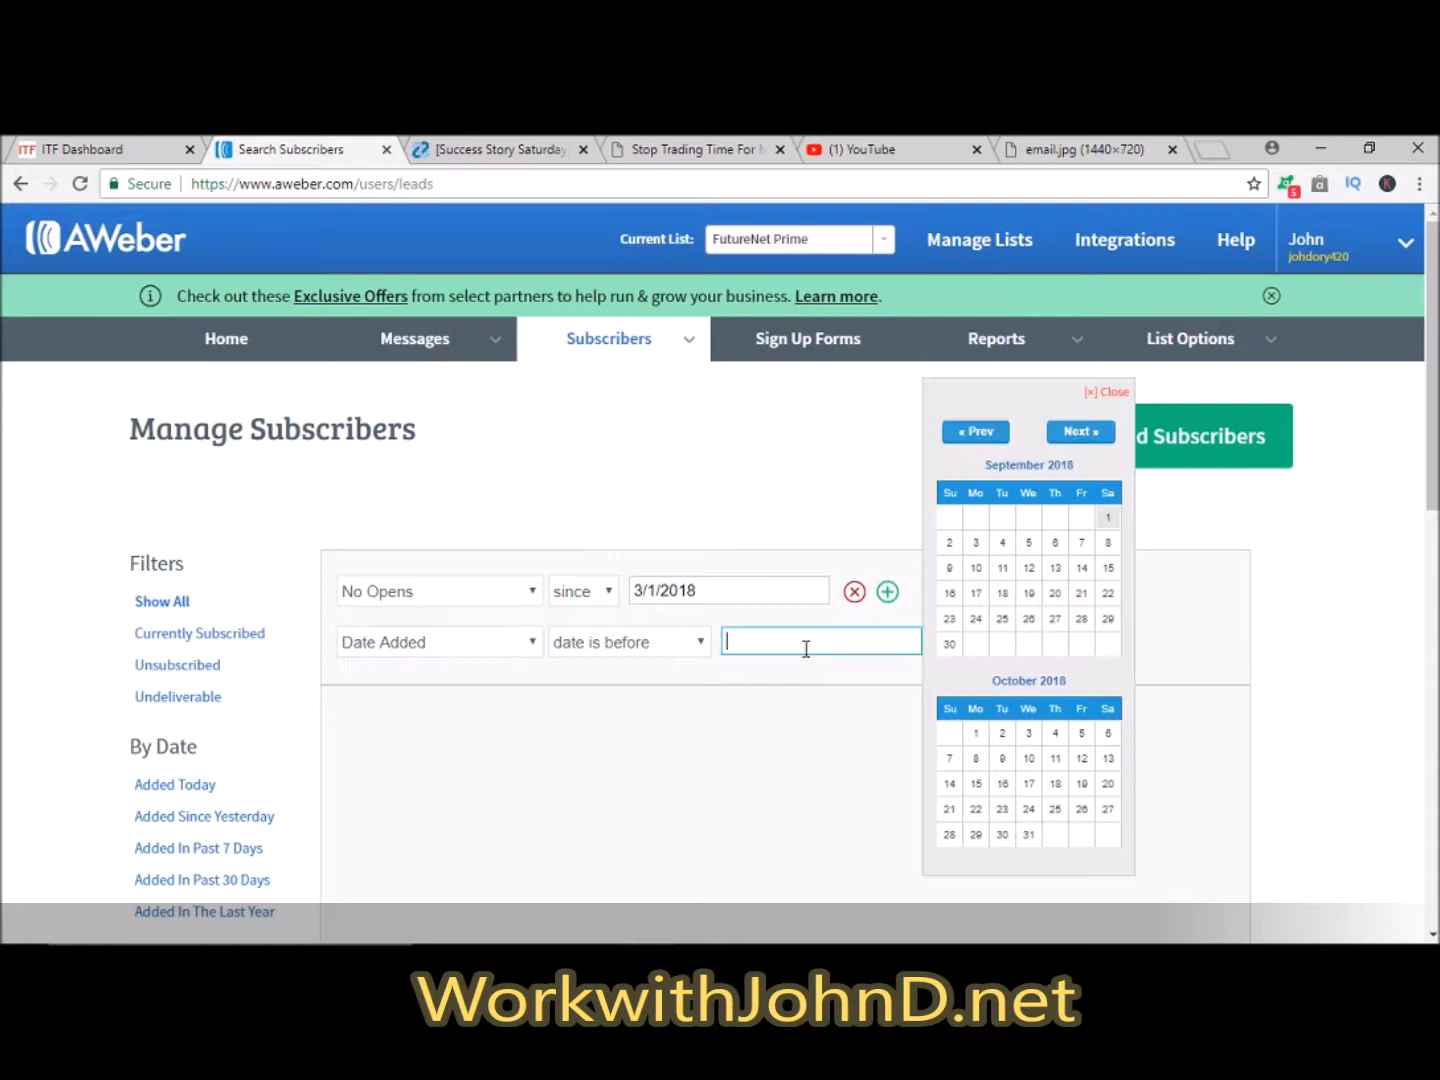 ITF ITF Dashboard
Search Subscribers
[Success Story Saturday
Stop Trading Time For
(1) YouTube
email.jpg (1440×720)
Secure https://www.aweber.com/users/leads
5
IQ
K
AWeber
Current List: FutureNet Prime
Manage Lists
Integrations
Help
John
johdory420
Check out these Exclusive Offers from select partners to help run & grow your business. Learn more.
Home
Messages
Subscribers
Sign Up Forms
Reports
List Options
Manage Subscribers
d Subscribers
[×] Close
« Prev Next »
September 2018
Su Mo Tu We Th Fr Sa
1
2 3 4 5 6 7 8
9 10 11 12 13 14 15
16 17 18 19 20 21 22
23 24 25 26 27 28 29
30
October 2018
Su Mo Tu We Th Fr Sa
1 2 3 4 5 6
7 8 9 10 11 12 13
14 15 16 17 18 19 20
21 22 23 24 25 26 27
28 29 30 31
No Opens since 3/1/2018
Date Added date is before
Filters
Show All
Currently Subscribed
Unsubscribed
Undeliverable
By Date
Added Today
Added Since Yesterday
Added In Past 7 Days
Added In Past 30 Days
Added In The Last Year
WorkwithJohnD.net